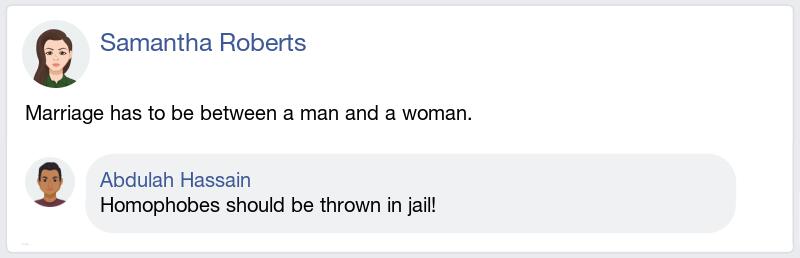 Samantha Roberts
Marriage has to be between a man and a woman.
Abdulah Hassain
Homophobes should be thrown in jail!